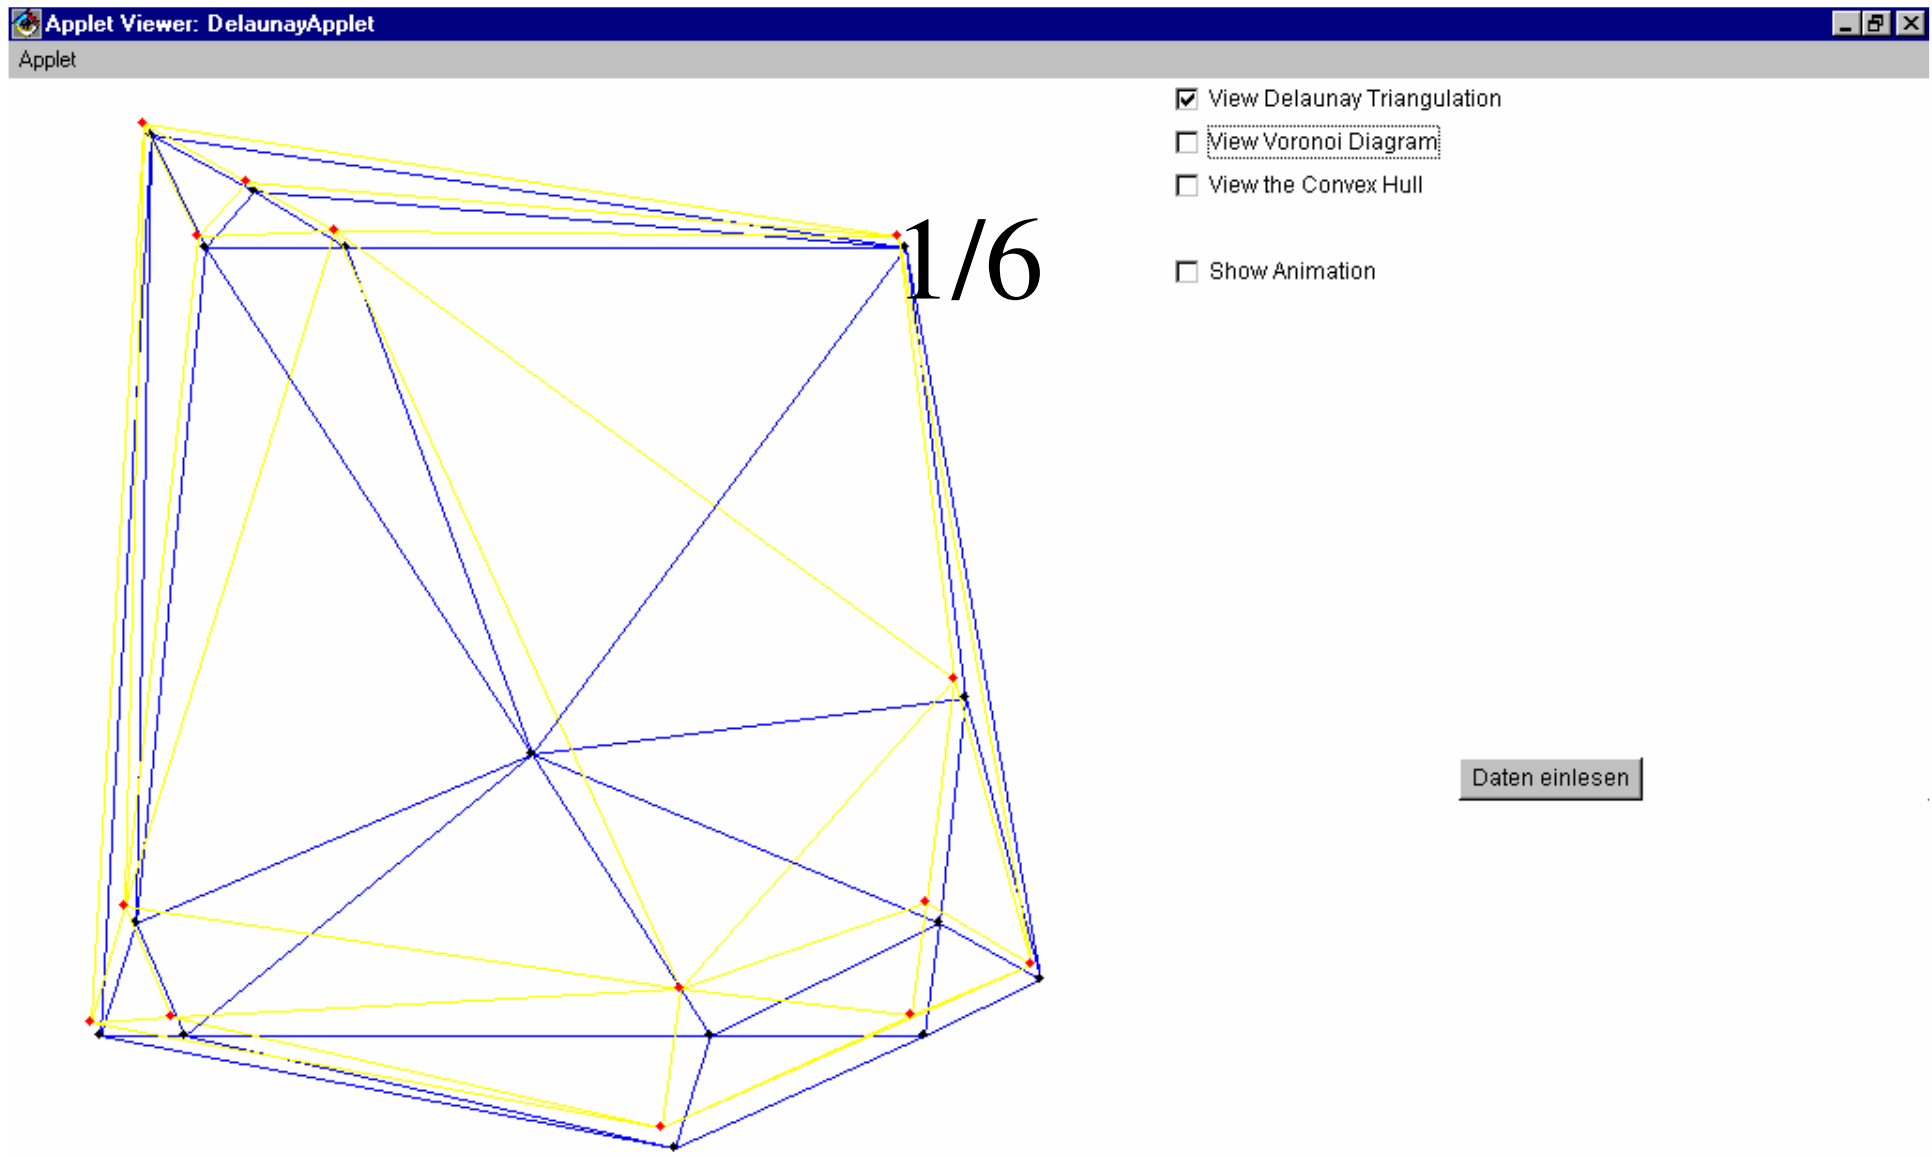 Applet Viewer: DelaunayApplet
Applet
View Delaunay Triangulation
View Voronoi Diagram
View the Convex Hull
1/6
Show Animation
Daten einlesen